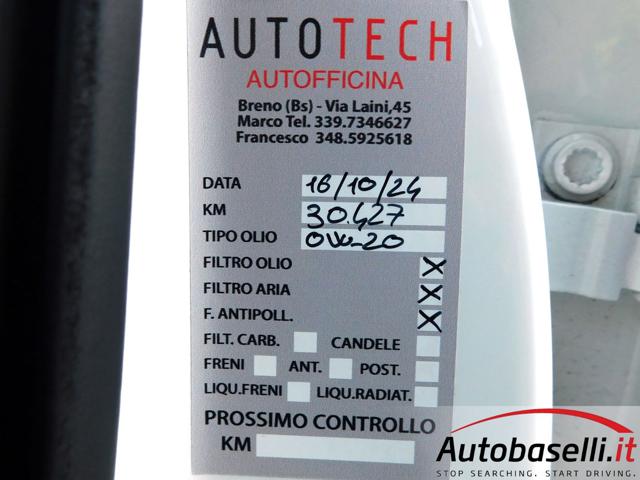 AUTOTECH
AUTOFFICINA
Breno (Bs) - Via Laini,45
Marco Tel. 339.7346627
Francesco 348.5925618
DATA 16/10/24
KM 30.427
TIPO OLIO 0W-20
FILTRO OLIO X
FILTRO ARIA X
F. ANTIPOLL. X
FILT. CARB. CANDELE
FRENI ANT. POST.
LIQU.FRENI LIQU.RADIAT.
PROSSIMO CONTROLLO
KM
Autobaselli.it
STOP SEARCHING. START DRIVING.